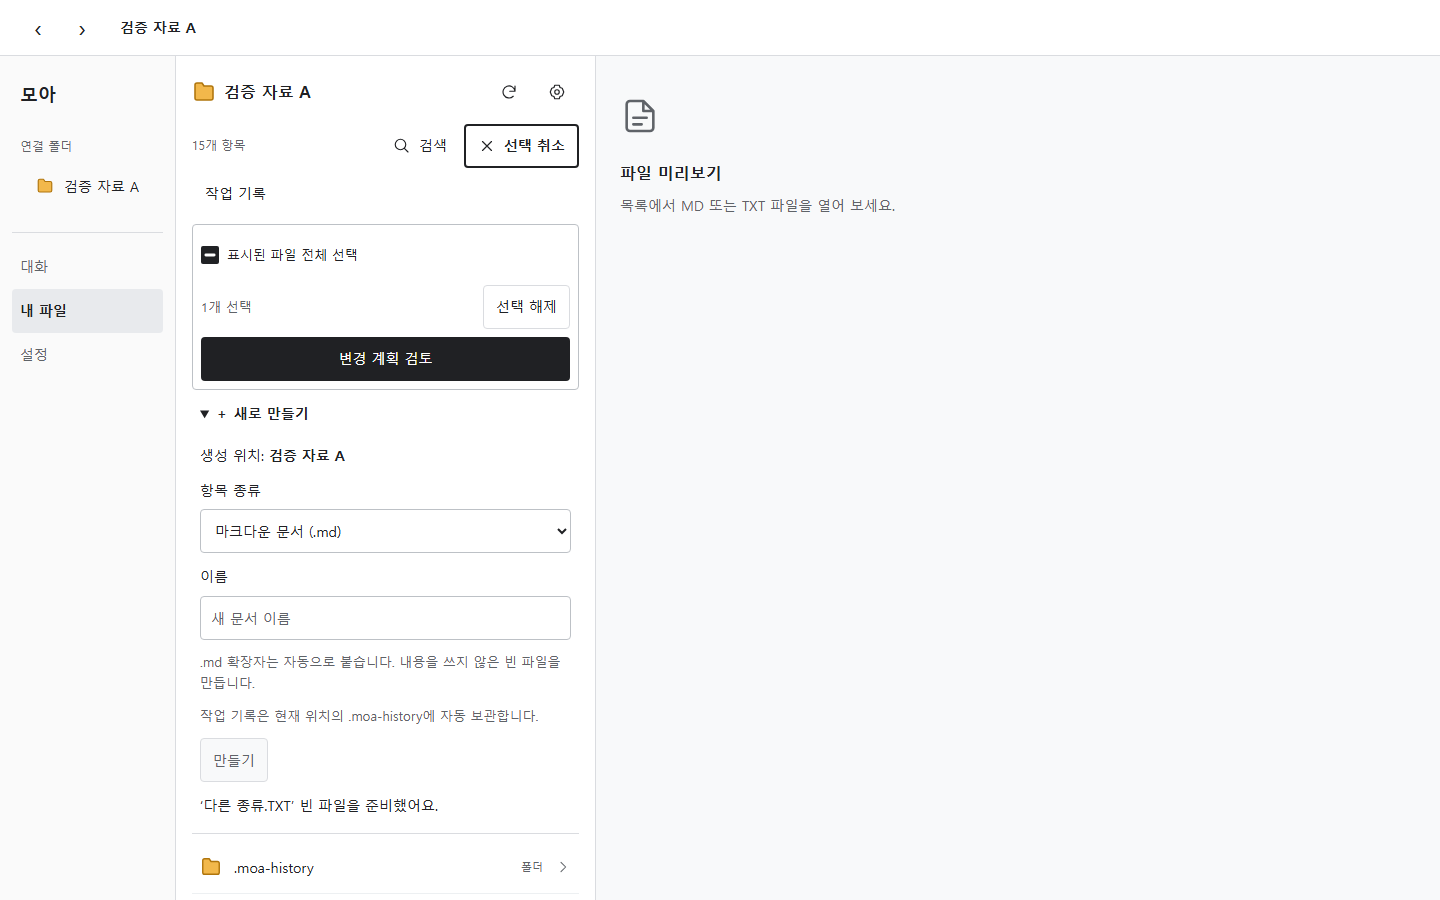 검증 자료 A
모아
연결 폴더
검증 자료 A
대화
내 파일
설정
검증 자료 A
15개 항목
검색
선택 취소
작업 기록
표시된 파일 전체 선택
1개 선택
선택 해제
변경 계획 검토
+ 새로 만들기
생성 위치: 검증 자료 A
항목 종류
마크다운 문서 (.md)
이름
새 문서 이름
.md 확장자는 자동으로 붙습니다. 내용을 쓰지 않은 빈 파일을
만듭니다.
작업 기록은 현재 위치의 .moa-history에 자동 보관합니다.
만들기
‘다른 종류.TXT’ 빈 파일을 준비했어요.
.moa-history
폴더
파일 미리보기
목록에서 MD 또는 TXT 파일을 열어 보세요.